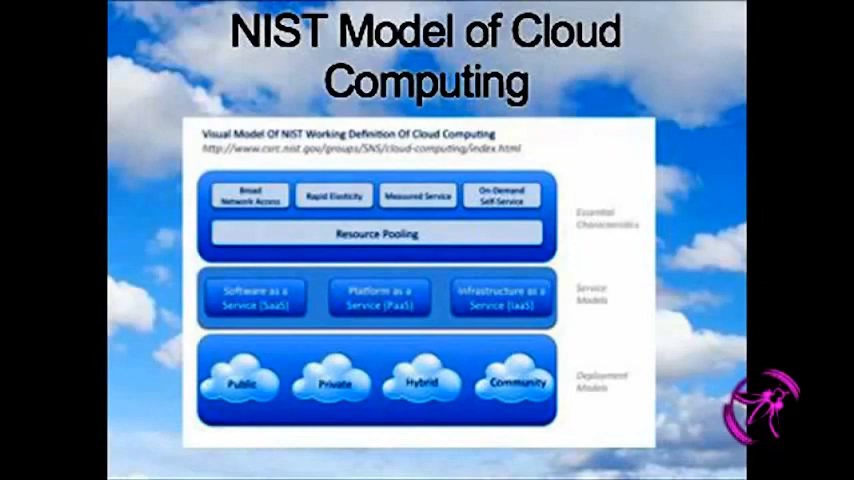 NIST Model of Cloud
Computing
Visual Model Of NIST Working Definition Of Cloud Computing
http://www.csrc.nist.gov/groups/SNS/cloud-computing/index.html
Broad
Network Access
Rapid Elasticity
Measured Service
On-Demand
Self-Service
Resource Pooling
Essential
Characteristics
Software as a
Service (SaaS)
Platform as a
Service (PaaS)
Infrastructure as a
Service (IaaS)
Service
Models
Public
Private
Hybrid
Community
Deployment
Models